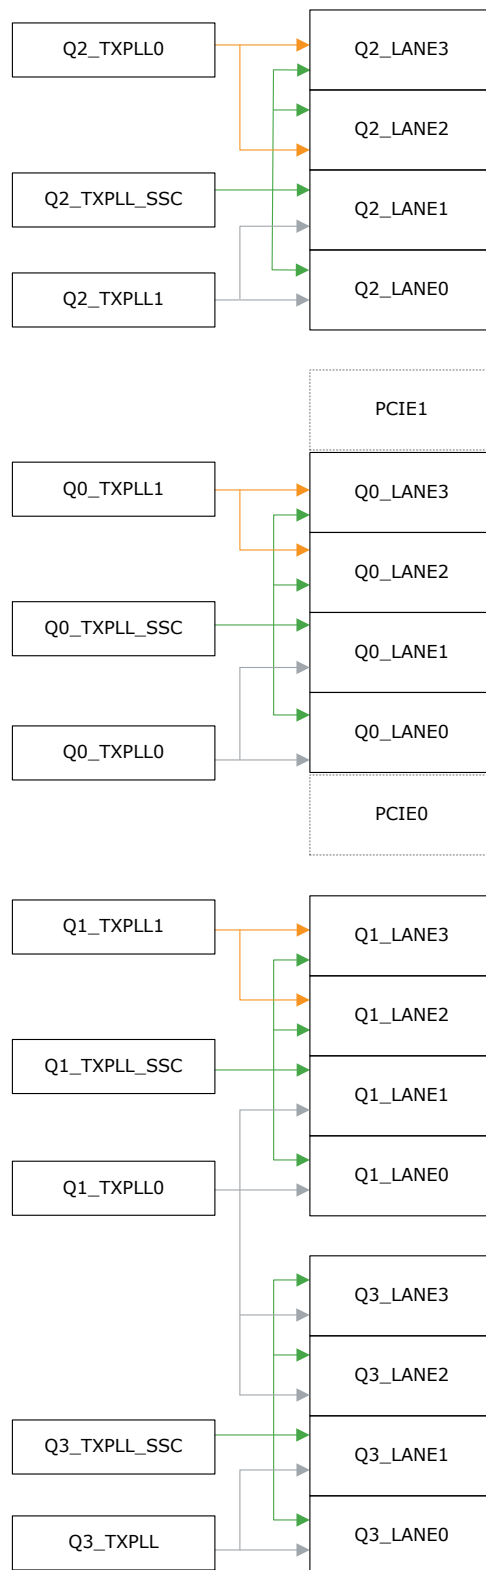 Q2_TXPLL0
Q2_LANE3
Q2_LANE2
Q2_TXPLL_SSC
Q2_LANE1
Q2_TXPLL1
Q2_LANE0
PCIE1
Q0_TXPLL1
Q0_LANE3
Q0_LANE2
Q0_TXPLL_SSC
Q0_LANE1
Q0_TXPLL0
Q0_LANE0
PCIE0
Q1_TXPLL1
Q1_LANE3
Q1_LANE2
Q1_TXPLL_SSC
Q1_LANE1
Q1_TXPLL0
Q1_LANE0
Q3_LANE3
Q3_LANE2
Q3_TXPLL_SSC
Q3_LANE1
Q3_TXPLL
Q3_LANE0